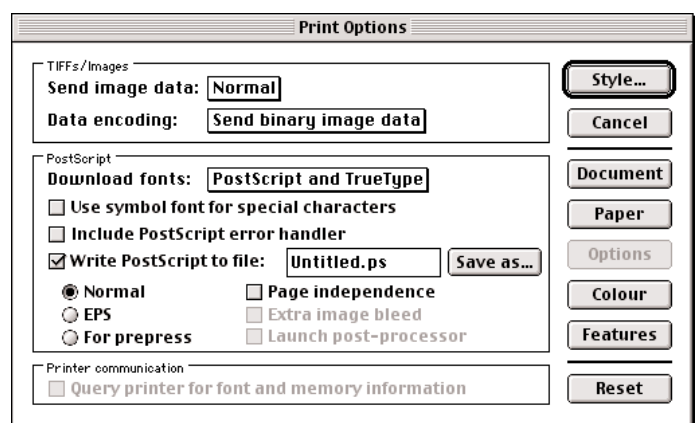 Print Options
TIFFs/Images
Send image data: Normal
Data encoding: Send binary image data
PostScript
Download fonts: PostScript and TrueType
Use symbol font for special characters
Include PostScript error handler
Write PostScript to file: Untitled.ps Save as...
Normal Page independence
EPS Extra image bleed
For prepress Launch post-processor
Printer communication
Query printer for font and memory information
Style...
Cancel
Document
Paper
Options
Colour
Features
Reset